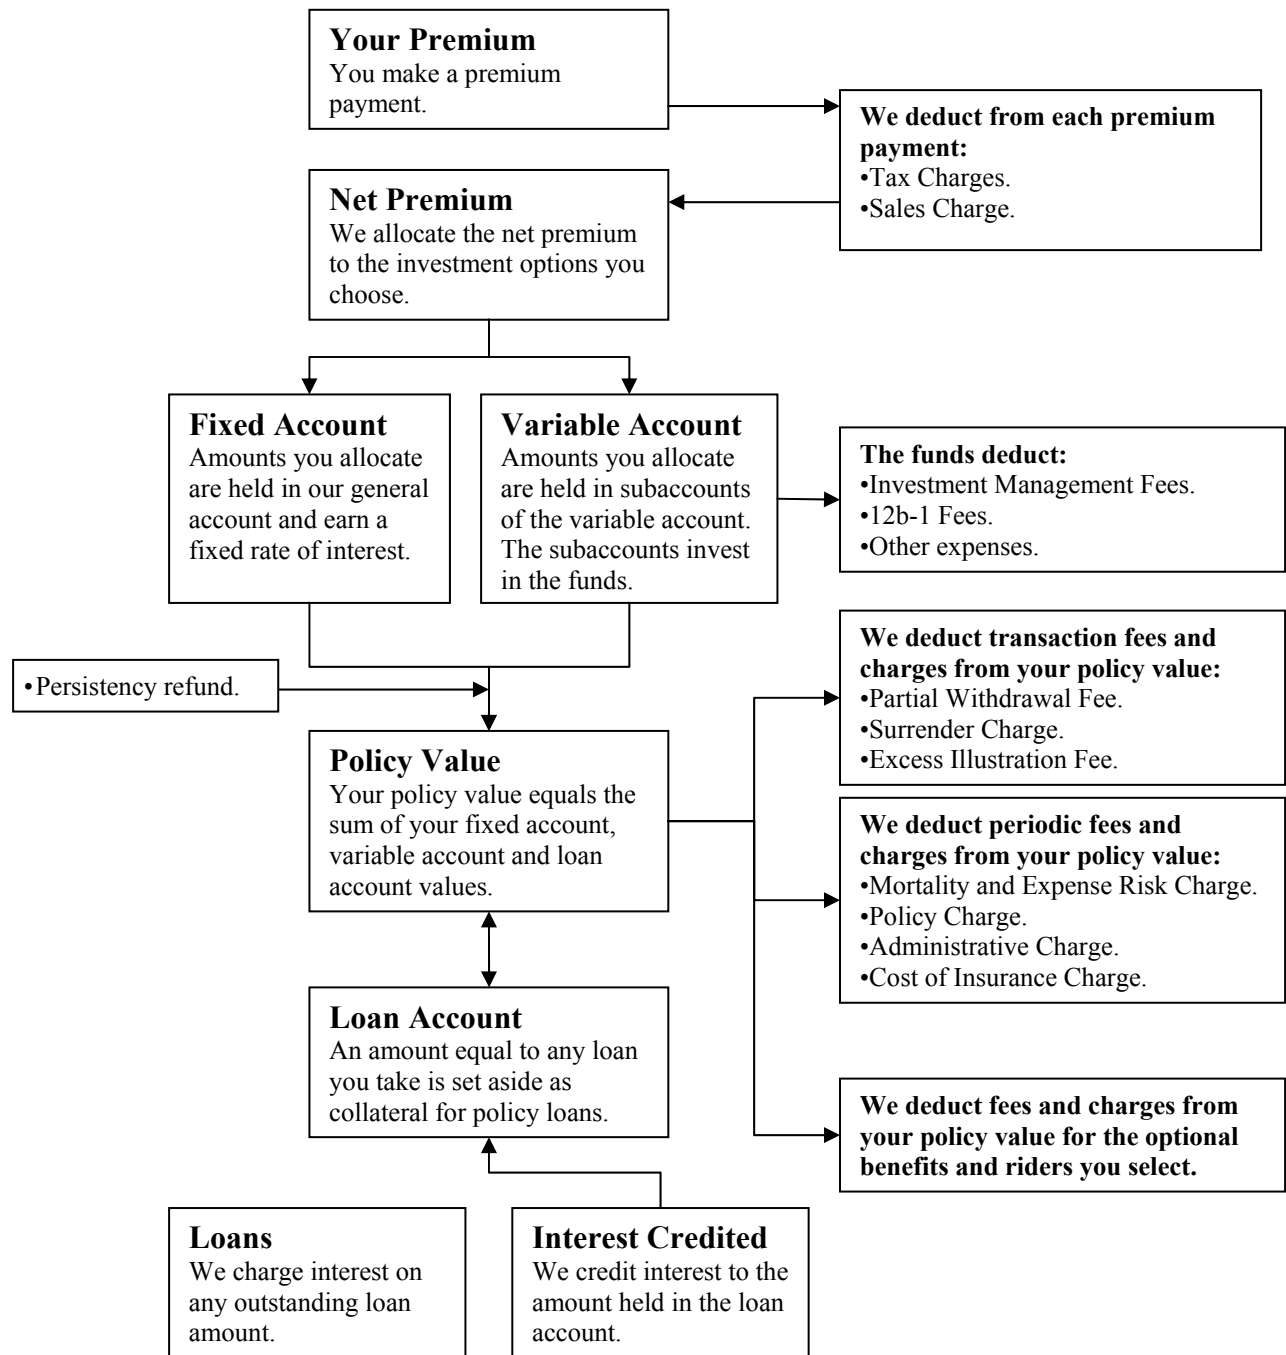 Your Premium
You make a premium
payment.
We deduct from each premium
payment:
•Tax Charges.
•Sales Charge.
Net Premium
We allocate the net premium
to the investment options you
choose.
Fixed Account
Amounts you allocate
are held in our general
account and earn a
fixed rate of interest.
Variable Account
Amounts you allocate
are held in subaccounts
of the variable account.
The subaccounts invest
in the funds.
The funds deduct:
•Investment Management Fees.
•12b-1 Fees.
•Other expenses.
•Persistency refund.
We deduct transaction fees and
charges from your policy value:
•Partial Withdrawal Fee.
•Surrender Charge.
•Excess Illustration Fee.
Policy Value
Your policy value equals the
sum of your fixed account,
variable account and loan
account values.
We deduct periodic fees and
charges from your policy value:
•Mortality and Expense Risk Charge.
•Policy Charge.
•Administrative Charge.
•Cost of Insurance Charge.
Loan Account
An amount equal to any loan
you take is set aside as
collateral for policy loans.
We deduct fees and charges from
your policy value for the optional
benefits and riders you select.
Loans
We charge interest on
any outstanding loan
amount.
Interest Credited
We credit interest to the
amount held in the loan
account.